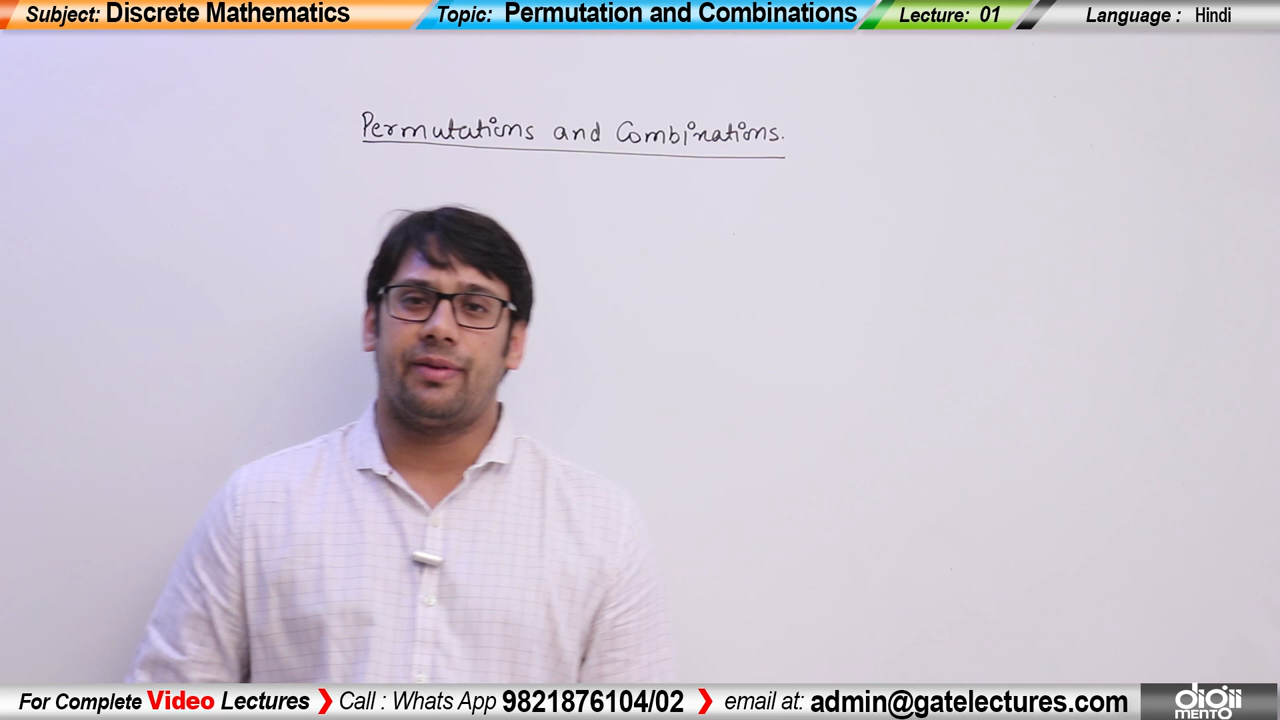 Subject: Discrete Mathematics Topic: Permutation and Combinations Lecture: 01 Language : Hindi
Permutations and Combinations.
For Complete Video Lectures ❯ Call : Whats App 9821876104/02 ❯ email at: admin@gatelectures.com
digii
MENTO